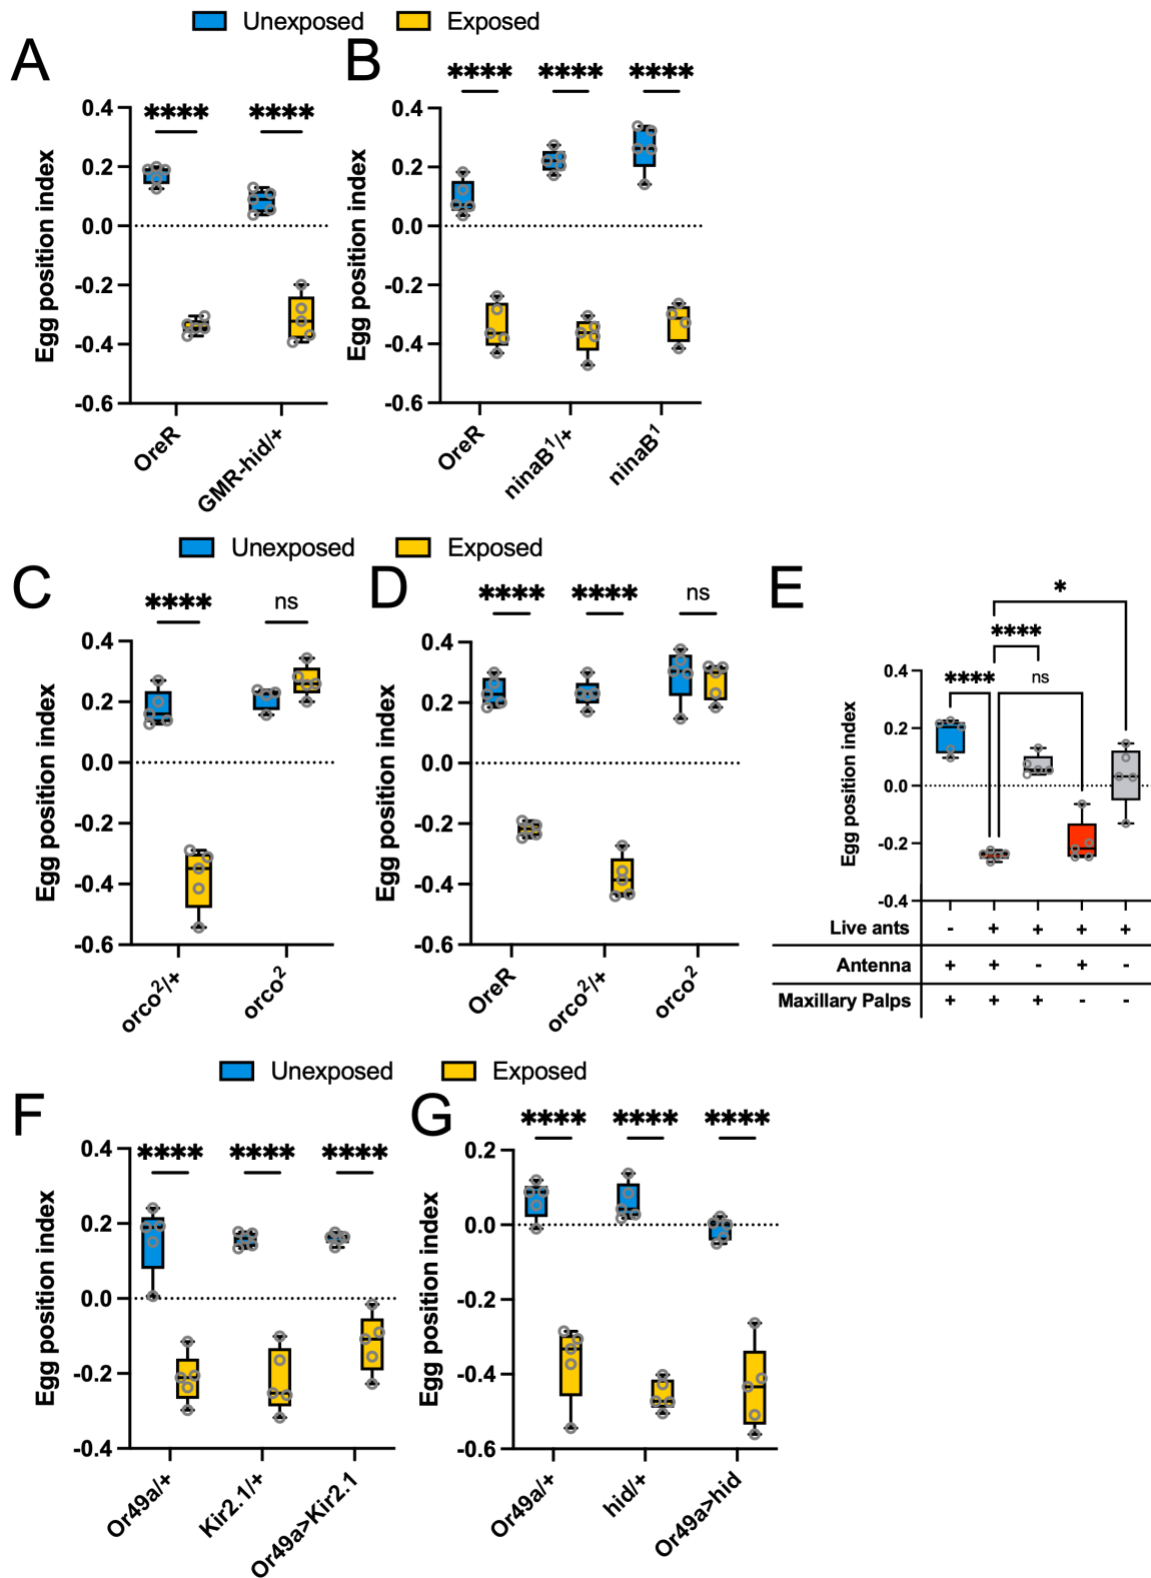 Unexposed Exposed
A
B
**** ****
**** **** ****
Egg position index
0.4
0.2
0.0
-0.2
-0.4
-0.6
OreR
GMR-hid/+
Egg position index
0.4
0.2
0.0
-0.2
-0.4
-0.6
OreR
ninaB1/+
ninaB1
Unexposed Exposed
C
**** ns
Egg position index
0.4
0.2
0.0
-0.2
-0.4
-0.6
orco2/+
orco2
D
**** **** ns
Egg position index
0.4
0.2
0.0
-0.2
-0.4
-0.6
OreR
orco2/+
orco2
E
*
****
**** ns
Egg position index
0.4
0.2
0.0
-0.2
-0.4
Live ants - + + + +
Antenna + + - + -
Maxillary Palps + + + - -
Unexposed Exposed
F
**** **** ****
Egg position index
0.4
0.2
0.0
-0.2
-0.4
Or49a/+
Kir2.1/+
Or49a>Kir2.1
G
**** **** ****
Egg position index
0.2
0.0
-0.2
-0.4
-0.6
Or49a/+
hid/+
Or49a>hid